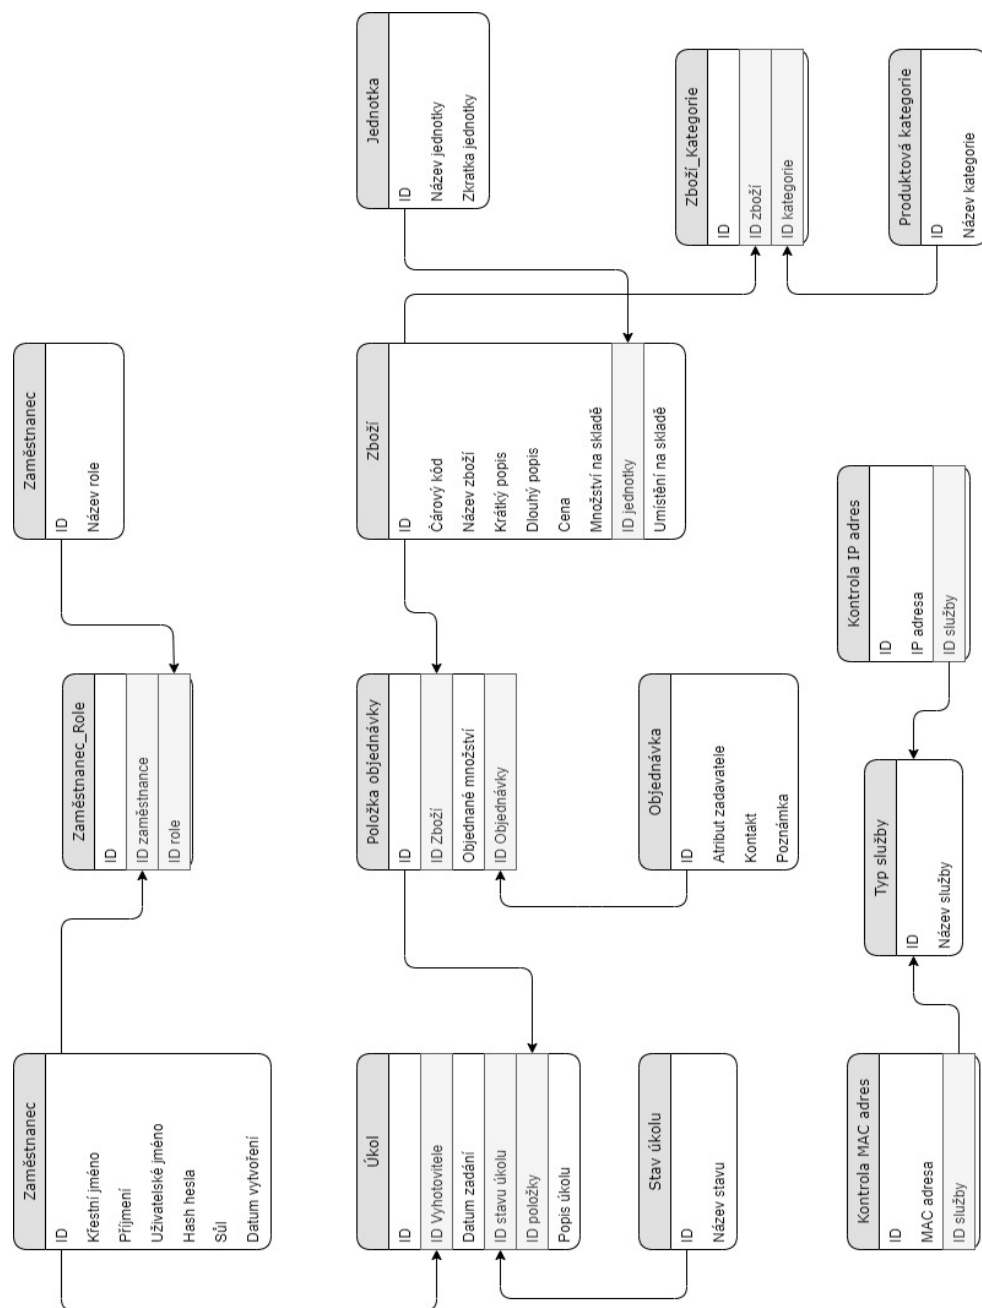 Zaměstnanec
ID
Křestní jméno
Příjmení
Uživatelské jméno
Hash hesla
Sůl
Datum vytvoření
Zaměstnanec_Role
ID
ID zaměstnance
ID role
Zaměstnanec
ID
Název role
Úkol
ID
ID Vyhotovitele
Datum zadání
ID stavu úkolu
ID položky
Popis úkolu
Položka objednávky
ID
ID Zboží
Objednané množství
ID Objednávky
Zboží
ID
Čárový kód
Název zboží
Krátký popis
Dlouhý popis
Cena
Množství na skladě
ID jednotky
Umístění na skladě
Jednotka
ID
Název jednotky
Zkratka jednotky
Stav úkolu
ID
Název stavu
Objednávka
ID
Atribut zadavatele
Kontakt
Poznámka
Zboží_Kategorie
ID
ID zboží
ID kategorie
Produktová kategorie
ID
Název kategorie
Kontrola MAC adres
ID
MAC adresa
ID služby
Typ služby
ID
Název služby
Kontrola IP adres
ID
IP adresa
ID služby